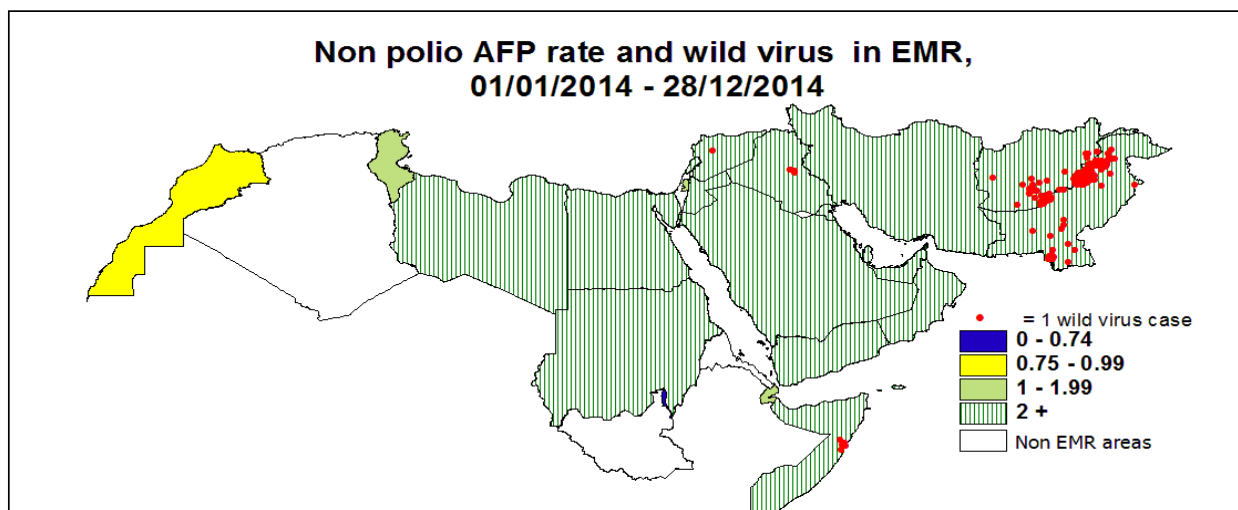 Non polio AFP rate and wild virus in EMR,
01/01/2014 - 28/12/2014
= 1 wild virus case
0 - 0.74
0.75 - 0.99
1 - 1.99
2 +
Non EMR areas